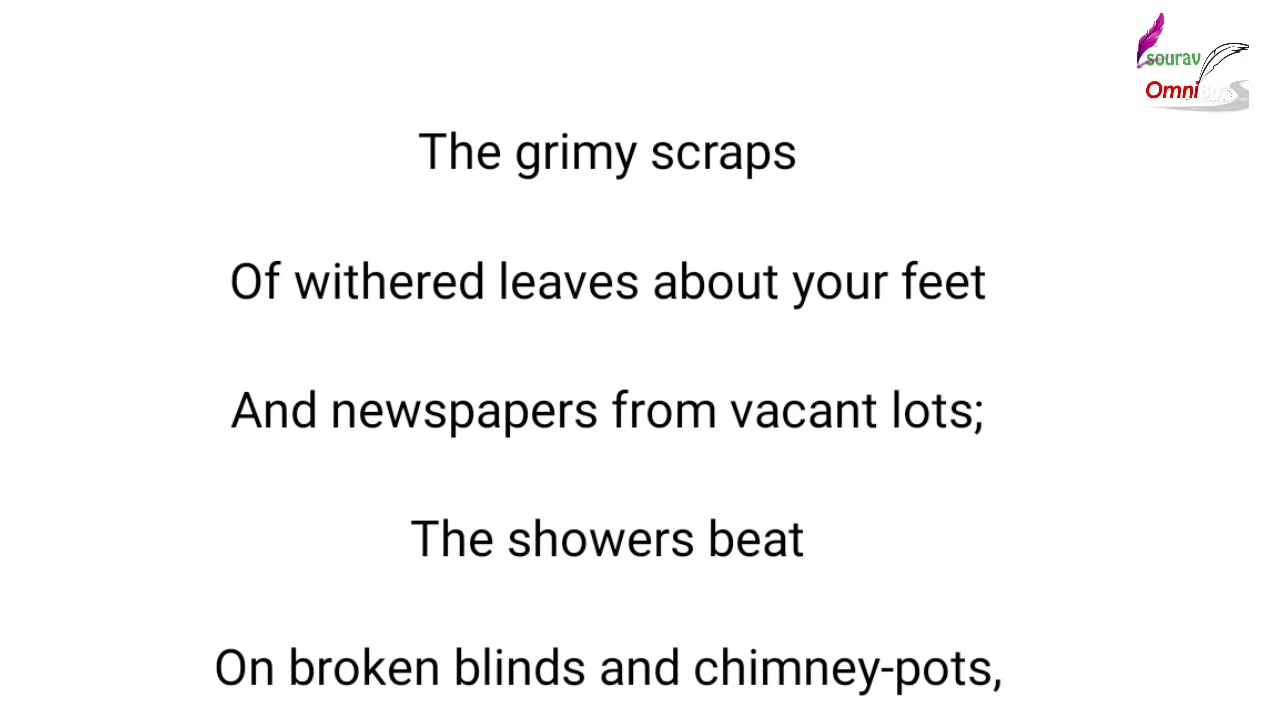 sourav
Omni
The grimy scraps
Of withered leaves about your feet
And newspapers from vacant lots;
The showers beat
On broken blinds and chimney-pots,